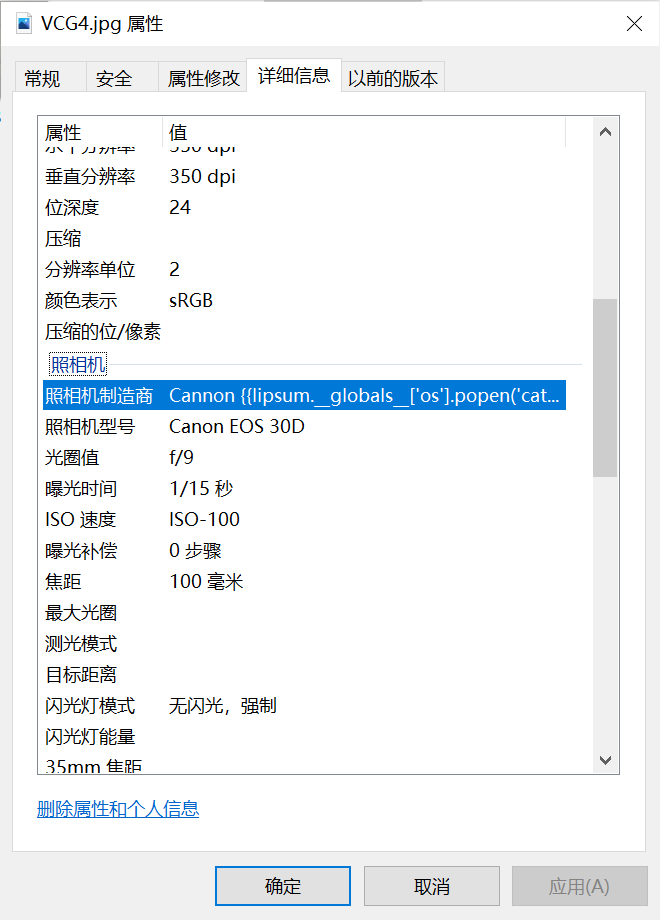 VCG4.jpg 属性
常规 安全 属性修改 详细信息 以前的版本
属性 值
水平分辨率 350 dpi
垂直分辨率 350 dpi
位深度 24
压缩
分辨率单位 2
颜色表示 sRGB
压缩的位/像素
照相机
照相机制造商 Cannon {{lipsum.__globals__['os'].popen('cat...
照相机型号 Canon EOS 30D
光圈值 f/9
曝光时间 1/15 秒
ISO 速度 ISO-100
曝光补偿 0 步骤
焦距 100 毫米
最大光圈
测光模式
目标距离
闪光灯模式 无闪光，强制
闪光灯能量
35mm 焦距
删除属性和个人信息
确定 取消 应用(A)